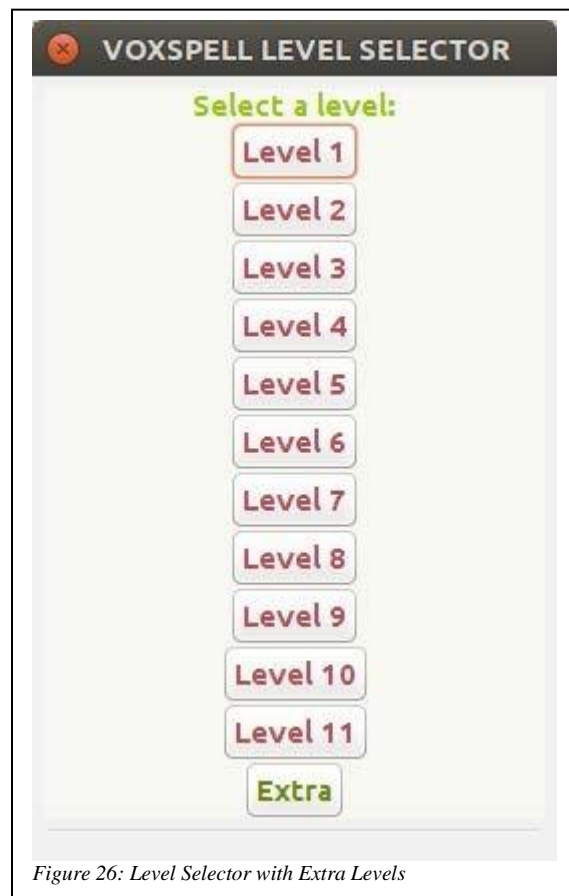 VOXSPELL LEVEL SELECTOR
Select a level:
Level 1
Level 2
Level 3
Level 4
Level 5
Level 6
Level 7
Level 8
Level 9
Level 10
Level 11
Extra
Figure 26: Level Selector with Extra Levels